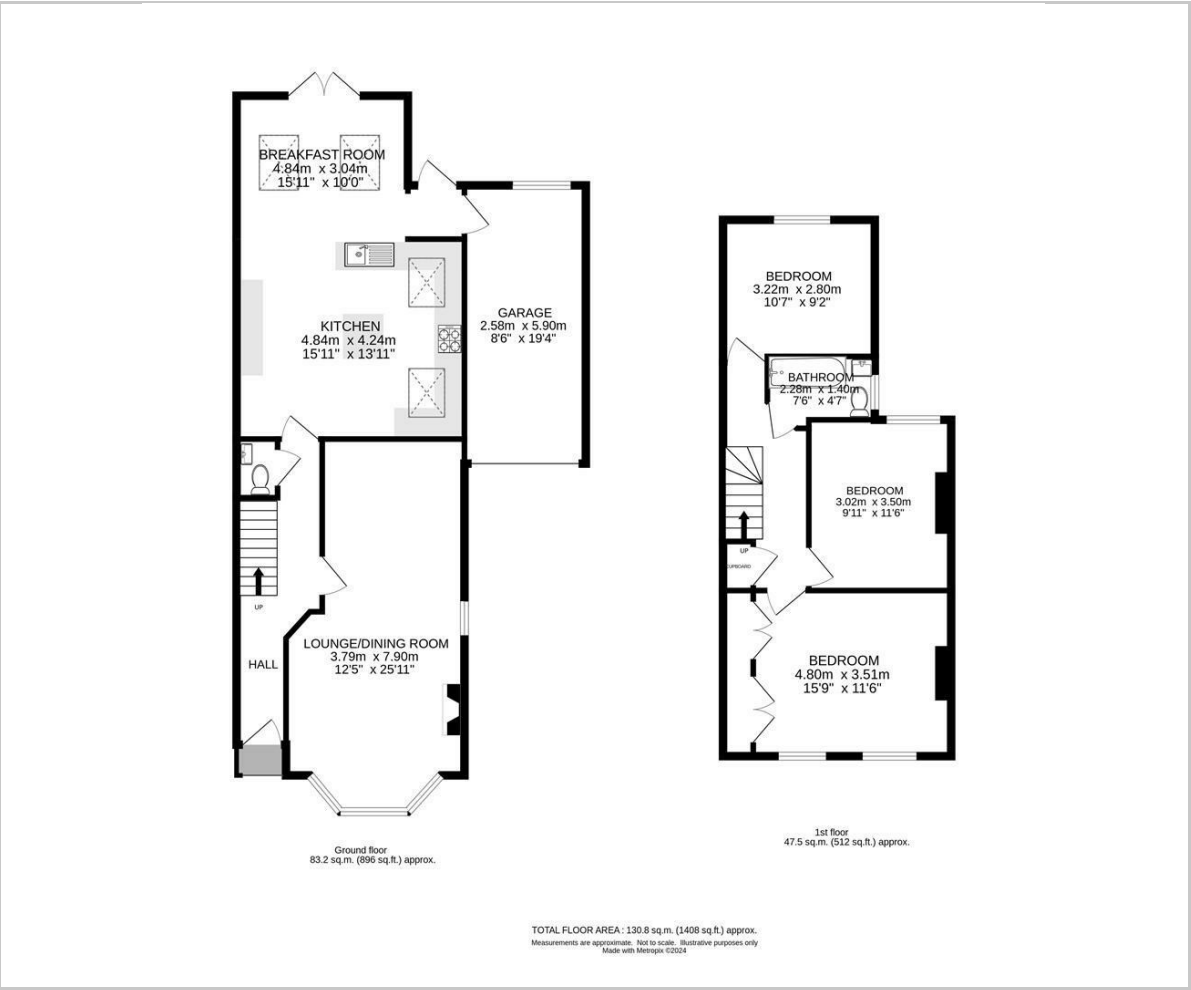 BREAKFAST ROOM
4.84m x 3.04m
15'11" x 10'0"
KITCHEN
4.84m x 4.24m
15'11" x 13'11"
GARAGE
2.58m x 5.90m
8'6" x 19'4"
UP
HALL
LOUNGE/DINING ROOM
3.79m x 7.90m
12'5" x 25'11"
Ground floor
83.2 sq.m. (896 sq.ft.) approx.
BEDROOM
3.22m x 2.80m
10'7" x 9'2"
BATHROOM
2.28m x 1.40m
7'6" x 4'7"
BEDROOM
3.02m x 3.50m
9'11" x 11'6"
UP
CUPBOARD
BEDROOM
4.80m x 3.51m
15'9" x 11'6"
1st floor
47.5 sq.m. (512 sq.ft.) approx.
TOTAL FLOOR AREA : 130.8 sq.m. (1408 sq.ft.) approx.
Measurements are approximate. Not to scale. Illustrative purposes only
Made with Metropix ©2024